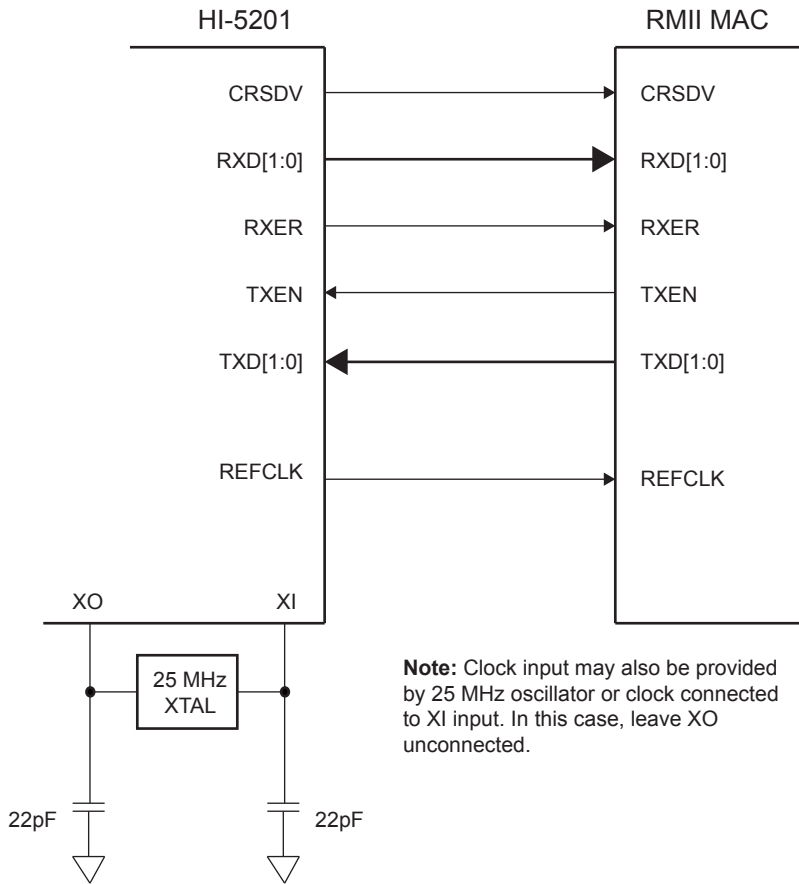 HI-5201
RMII MAC
CRSDV
CRSDV
RXD[1:0]
RXD[1:0]
RXER
RXER
TXEN
TXEN
TXD[1:0]
TXD[1:0]
REFCLK
REFCLK
XO
XI
25 MHz
XTAL
Note: Clock input may also be provided
by 25 MHz oscillator or clock connected
to XI input. In this case, leave XO
unconnected.
22pF
22pF